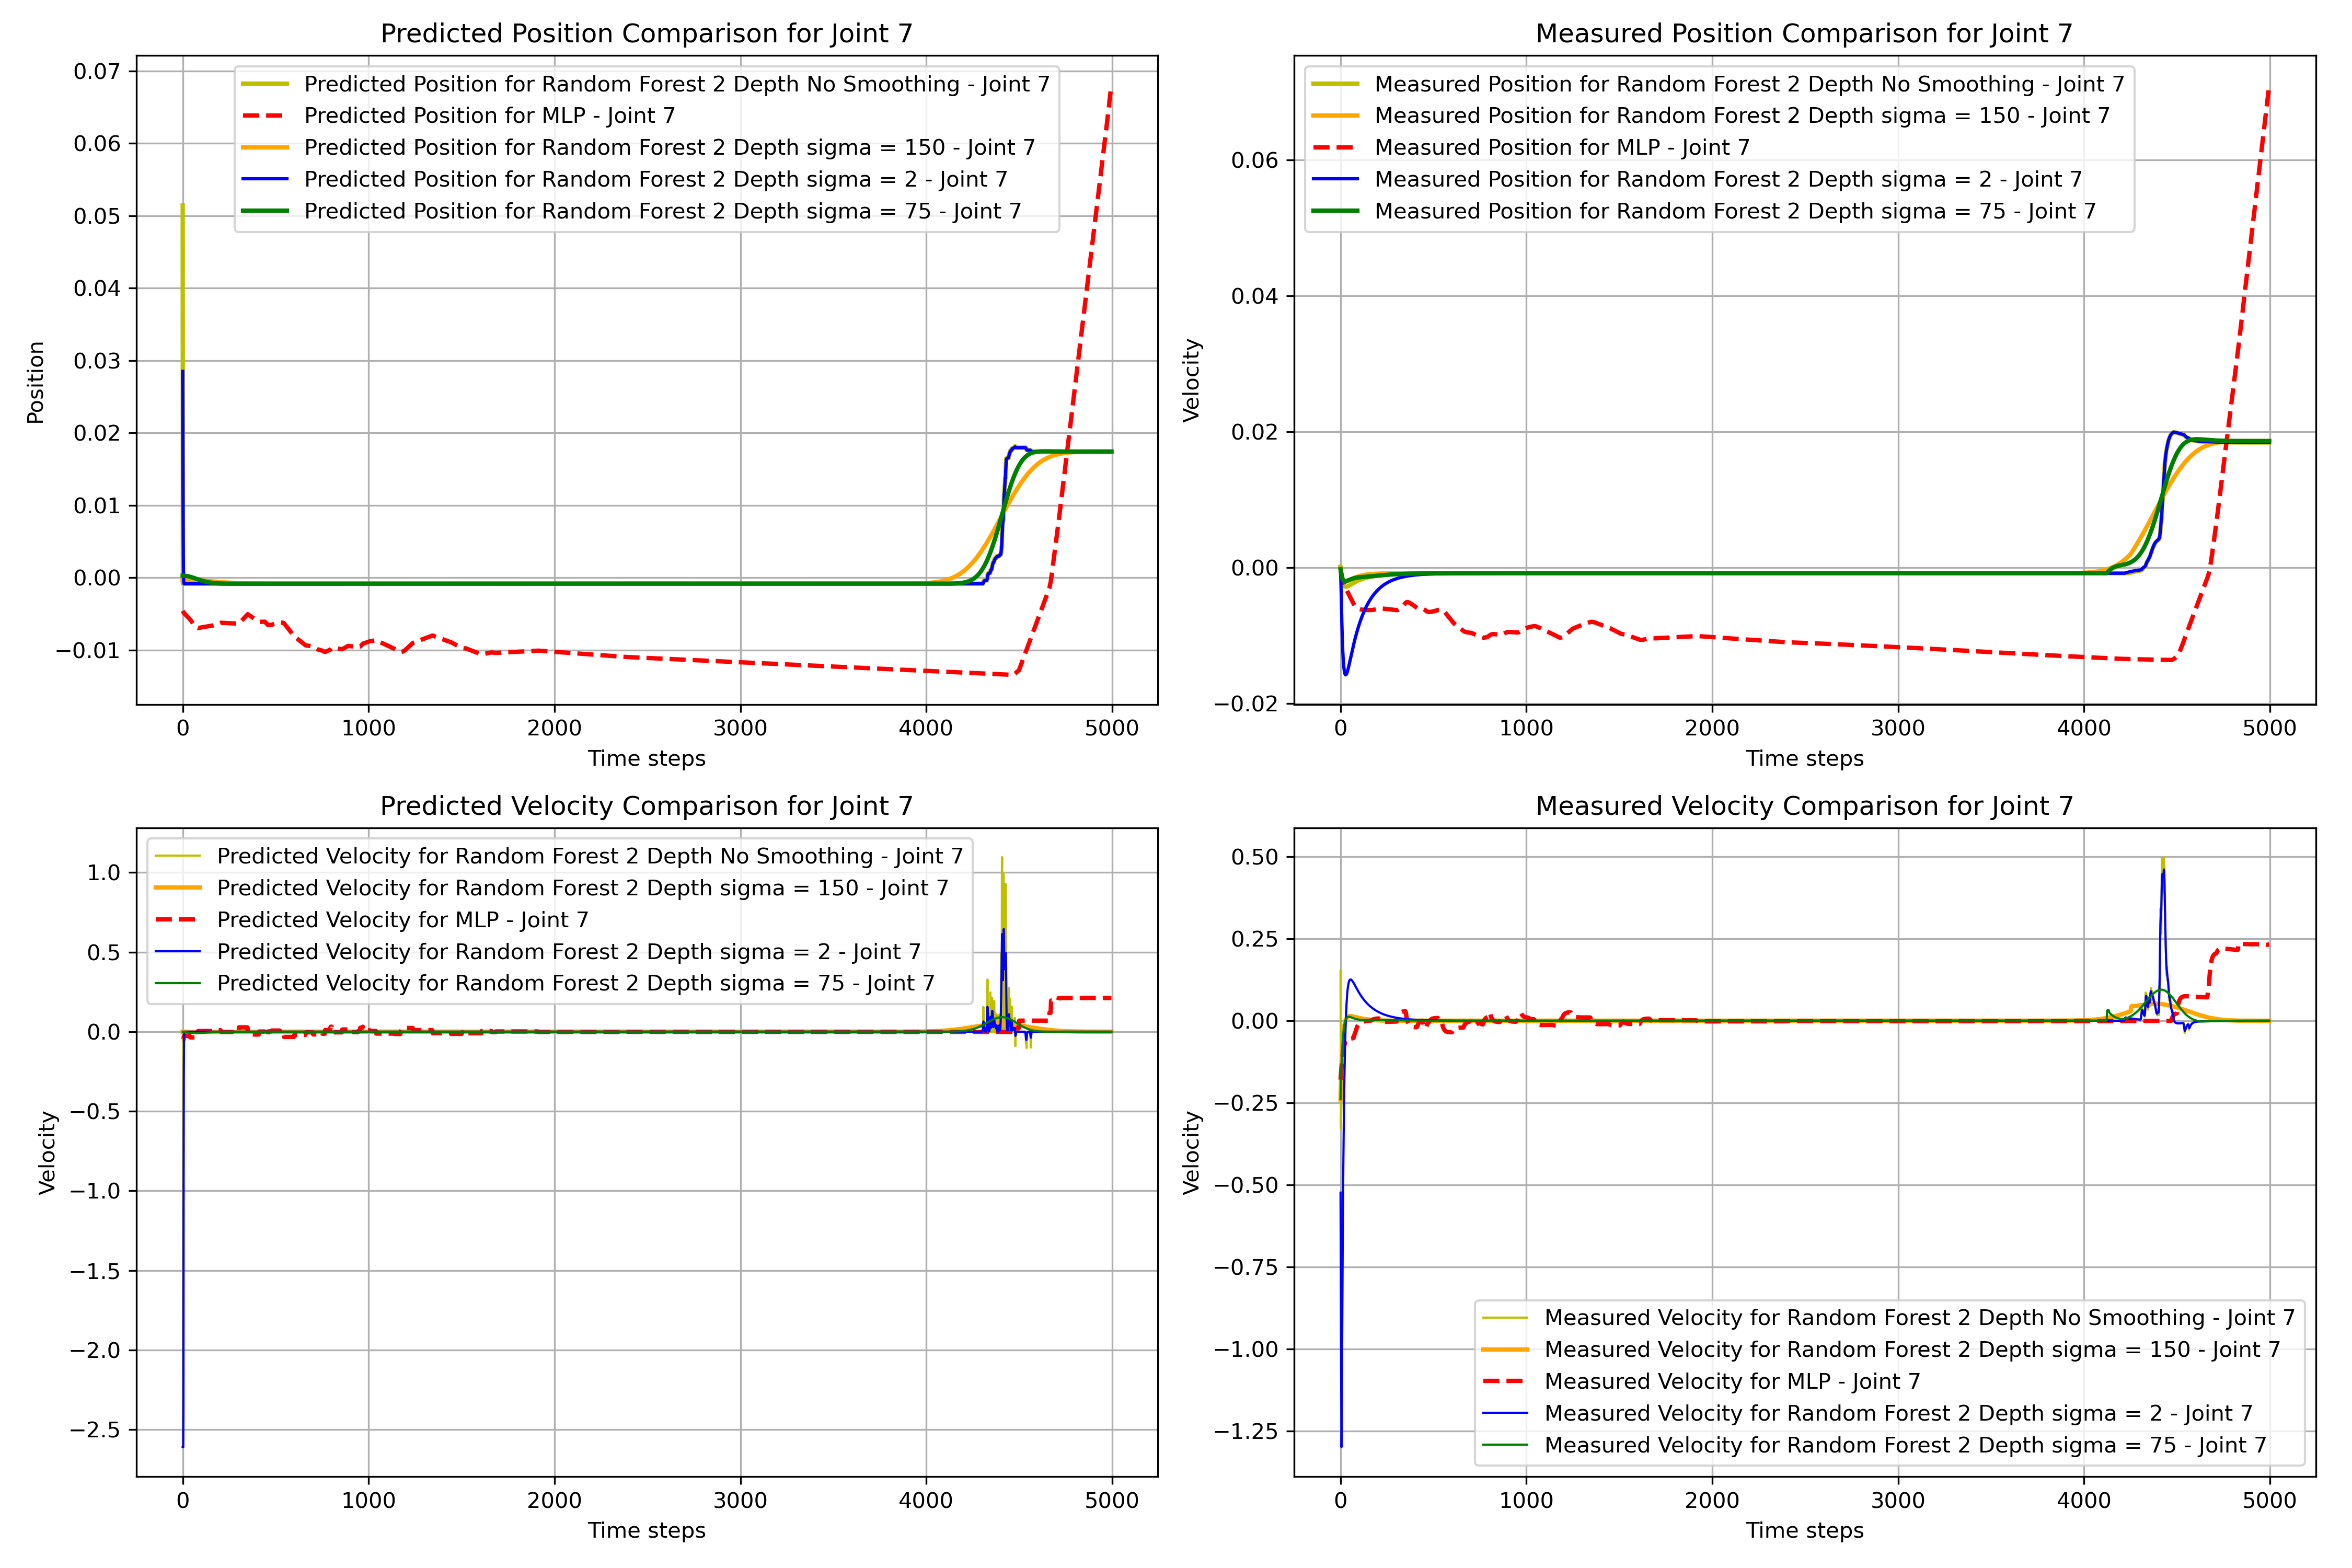 Predicted Position Comparison for Joint 7
0.07
0.06
0.05
0.04
0.03
0.02
0.01
0.00
−0.01
Position
Predicted Position for Random Forest 2 Depth No Smoothing - Joint 7
Predicted Position for MLP - Joint 7
Predicted Position for Random Forest 2 Depth sigma = 150 - Joint 7
Predicted Position for Random Forest 2 Depth sigma = 2 - Joint 7
Predicted Position for Random Forest 2 Depth sigma = 75 - Joint 7
0 1000 2000 3000 4000 5000
Time steps
Measured Position Comparison for Joint 7
0.06
0.04
0.02
0.00
−0.02
Velocity
Measured Position for Random Forest 2 Depth No Smoothing - Joint 7
Measured Position for Random Forest 2 Depth sigma = 150 - Joint 7
Measured Position for MLP - Joint 7
Measured Position for Random Forest 2 Depth sigma = 2 - Joint 7
Measured Position for Random Forest 2 Depth sigma = 75 - Joint 7
0 1000 2000 3000 4000 5000
Time steps
Predicted Velocity Comparison for Joint 7
1.0
0.5
0.0
−0.5
−1.0
−1.5
−2.0
−2.5
Velocity
Predicted Velocity for Random Forest 2 Depth No Smoothing - Joint 7
Predicted Velocity for Random Forest 2 Depth sigma = 150 - Joint 7
Predicted Velocity for MLP - Joint 7
Predicted Velocity for Random Forest 2 Depth sigma = 2 - Joint 7
Predicted Velocity for Random Forest 2 Depth sigma = 75 - Joint 7
0 1000 2000 3000 4000 5000
Time steps
Measured Velocity Comparison for Joint 7
0.50
0.25
0.00
−0.25
−0.50
−0.75
−1.00
−1.25
Velocity
Measured Velocity for Random Forest 2 Depth No Smoothing - Joint 7
Measured Velocity for Random Forest 2 Depth sigma = 150 - Joint 7
Measured Velocity for MLP - Joint 7
Measured Velocity for Random Forest 2 Depth sigma = 2 - Joint 7
Measured Velocity for Random Forest 2 Depth sigma = 75 - Joint 7
0 1000 2000 3000 4000 5000
Time steps